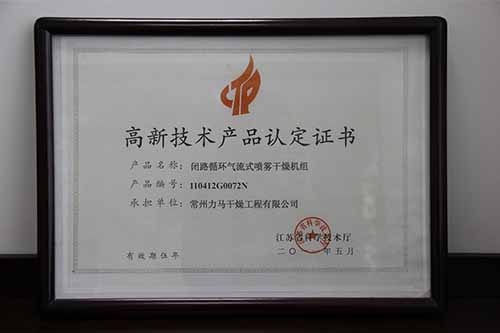 高新技术产品认定证书
产品名称：闭路循环气流式喷雾干燥机组
产品编号：110412G0072N
承担单位：常州力马干燥工程有限公司
江苏省科学技术厅
有效期伍年
二〇 年五月